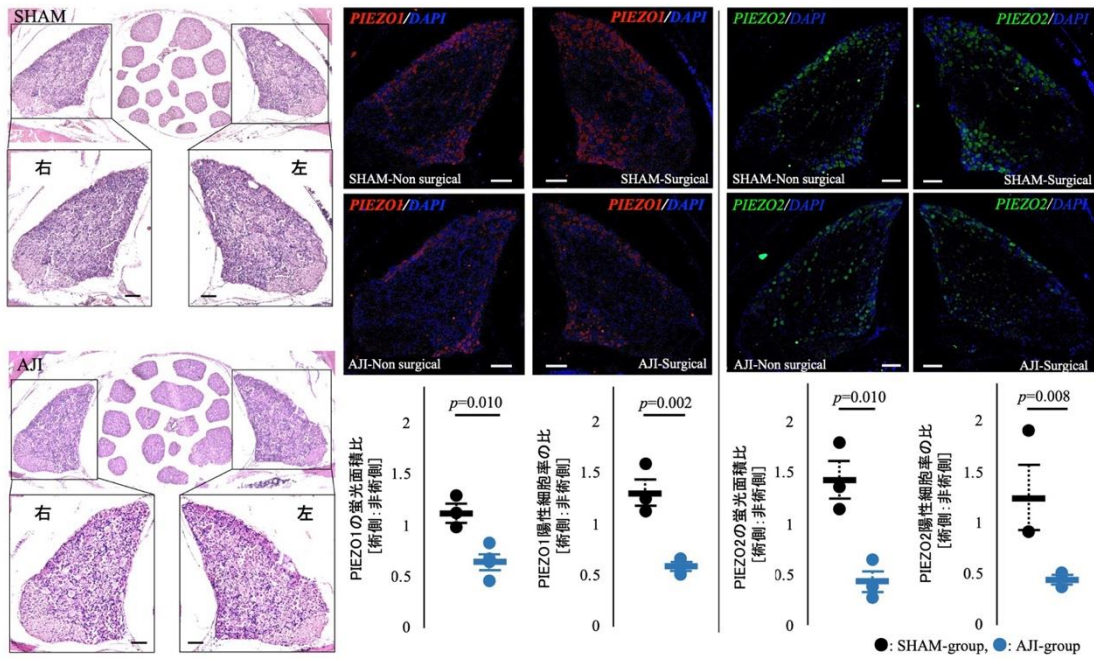 SHAM
右
左
AJI
右
左
PIEZO1/DAPI
SHAM-Non surgical
PIEZO1/DAPI
SHAM-Surgical
PIEZO2/DAPI
SHAM-Non surgical
PIEZO2/DAPI
SHAM-Surgical
PIEZO1/DAPI
AJI-Non surgical
PIEZO1/DAPI
AJI-Surgical
PIEZO2/DAPI
AJI-Non surgical
PIEZO2/DAPI
AJI-Surgical
PIEZO1の蛍光面積比
[術側:非術側]
2
1.5
1
0.5
0
p=0.010
PIEZO1陽性細胞率の比
[術側:非術側]
2
1.5
1
0.5
0
p=0.002
PIEZO2の蛍光面積比
[術側:非術側]
2
1.5
1
0.5
0
p=0.010
PIEZO2陽性細胞率の比
[術側:非術側]
2
1.5
1
0.5
0
p=0.008
: SHAM-group, : AJI-group